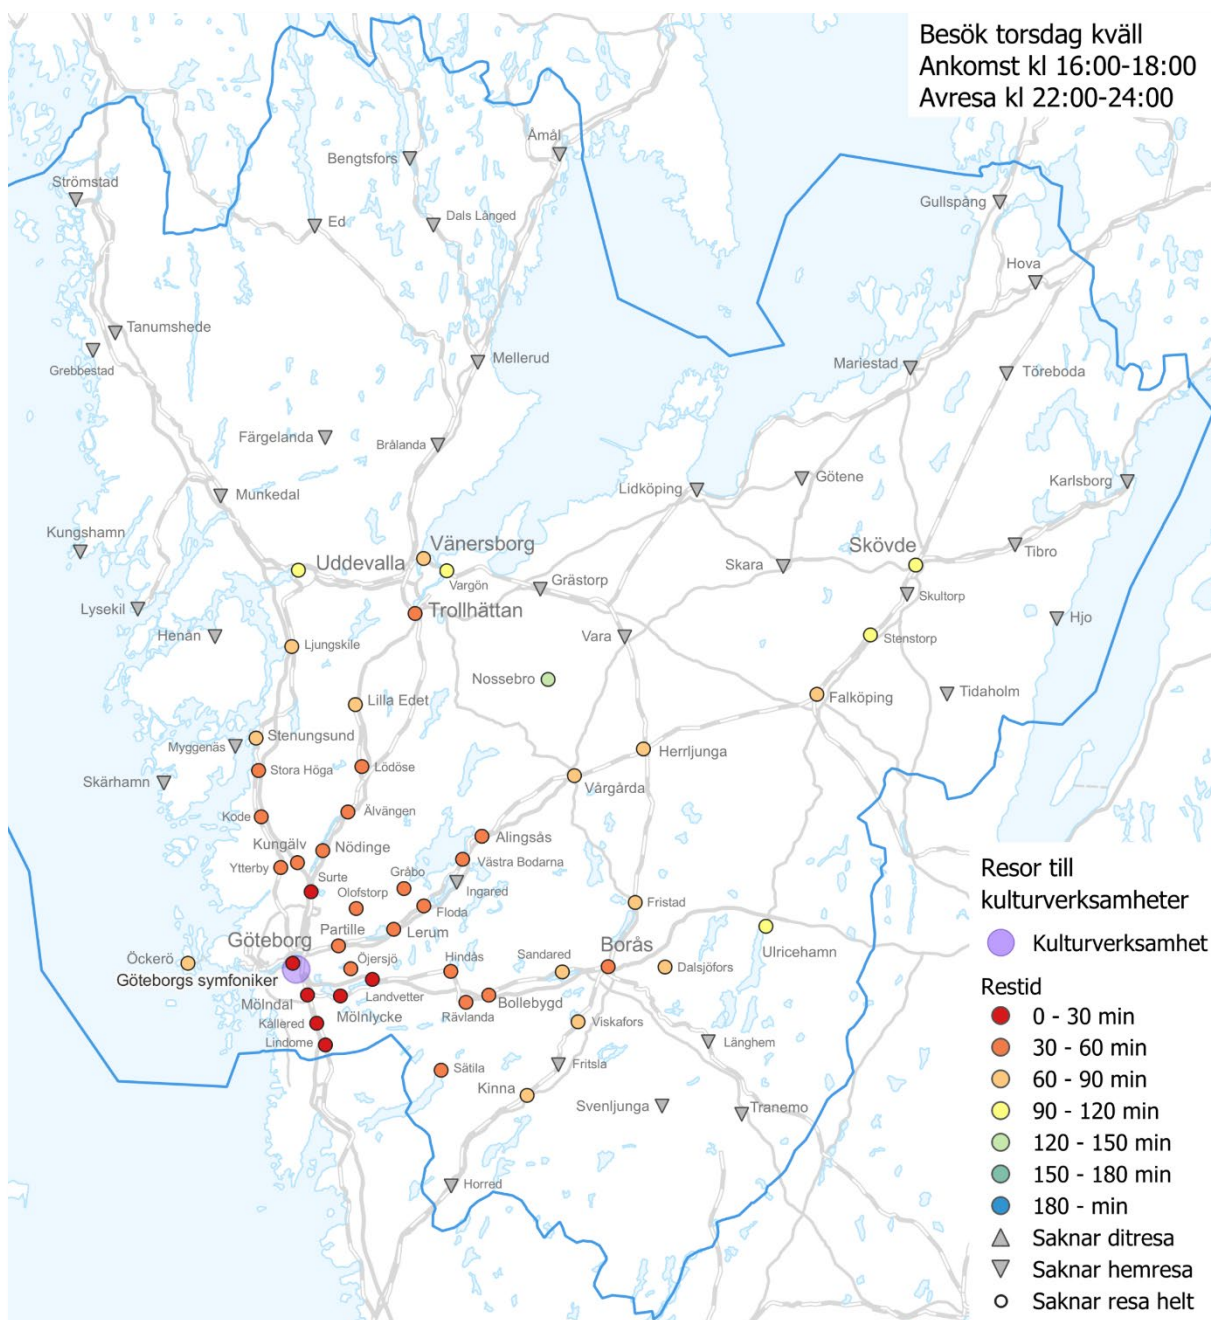 Besök torsdag kväll
Ankomst kl 16:00-18:00
Avresa kl 22:00-24:00
Åmål
Bengtsfors
Strömstad
Gullspång
Ed
Dals Långed
Hova
Tanumshede
Mellerud
Grebbestad
Mariestad
Töreboda
Färgelanda
Brålanda
Götene
Karlsborg
Lidköping
Munkedal
Kungshamn
Vänersborg
Skövde
Tibro
Uddevalla
Skara
Vargön
Grästorp
Skultorp
Lysekil
Trollhättan
Hjo
Henån
Vara
Stenstorp
Ljungskile
Nossebro
Tidaholm
Falköping
Lilla Edet
Stenungsund
Myggenäs
Herrljunga
Stora Höga
Lödöse
Skärhamn
Vårgårda
Kode
Älvängen
Alingsås
Kungälv
Nödinge
Västra Bodarna
Ytterby
Gråbo
Surte
Ingared
Olofstorp
Fristad
Floda
Partille
Lerum
Göteborg
Ulricehamn
Borås
Öckerö
Öjersjö
Hindås
Sandared
Dalsjöfors
Göteborgs symfoniker
Landvetter
Mölndal
Bollebygd
Mölnlycke
Rävlanda
Kållered
Viskafors
Lindome
Länghem
Fritsla
Sätila
Kinna
Svenljunga
Tranemo
Horred
Resor till
kulturverksamheter
Kulturverksamhet
Restid
0 - 30 min
30 - 60 min
60 - 90 min
90 - 120 min
120 - 150 min
150 - 180 min
180 - min
Saknar ditresa
Saknar hemresa
Saknar resa helt